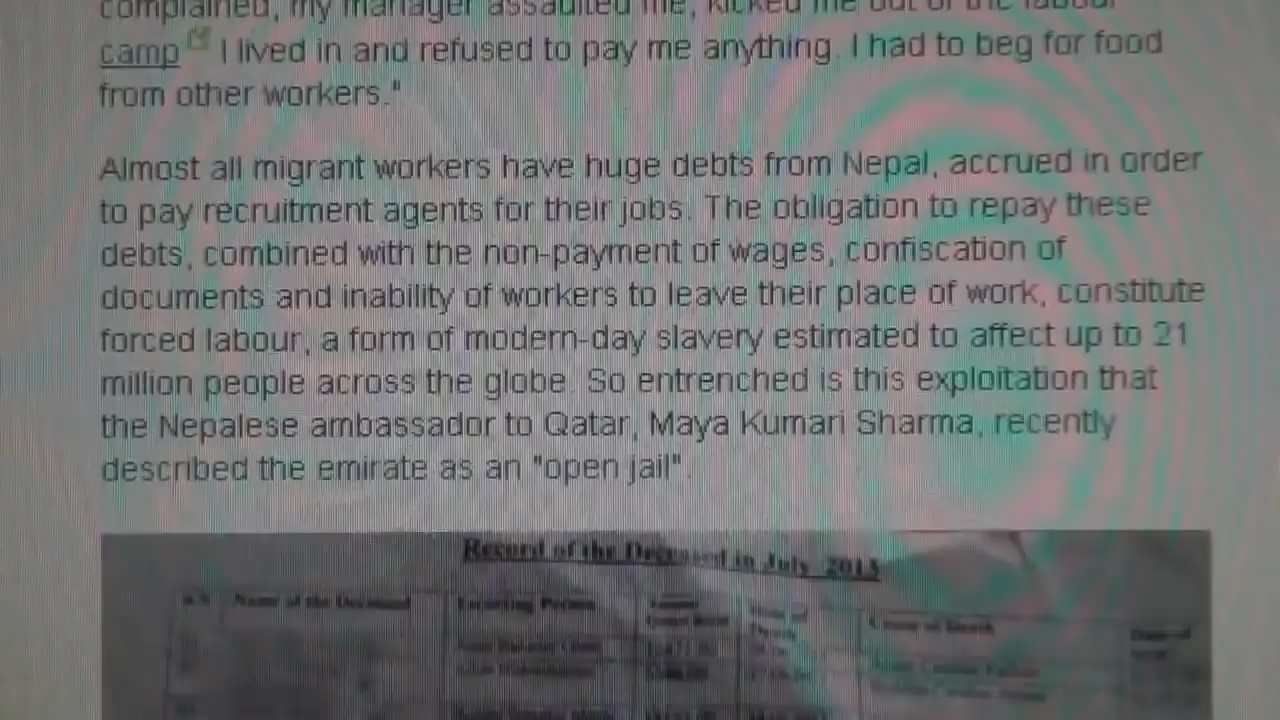 complained, my manager assaulted me, kicked me out of the labour
camp I lived in and refused to pay me anything. I had to beg for food
from other workers."
Almost all migrant workers have huge debts from Nepal, accrued in order
to pay recruitment agents for their jobs. The obligation to repay these
debts, combined with the non-payment of wages, confiscation of
documents and inability of workers to leave their place of work, constitute
forced labour, a form of modern-day slavery estimated to affect up to 21
million people across the globe. So entrenched is this exploitation that
the Nepalese ambassador to Qatar, Maya Kumari Sharma, recently
described the emirate as an "open jail".
Record of the Deceased in July 2013
Name of the Deceased
Cause of Death